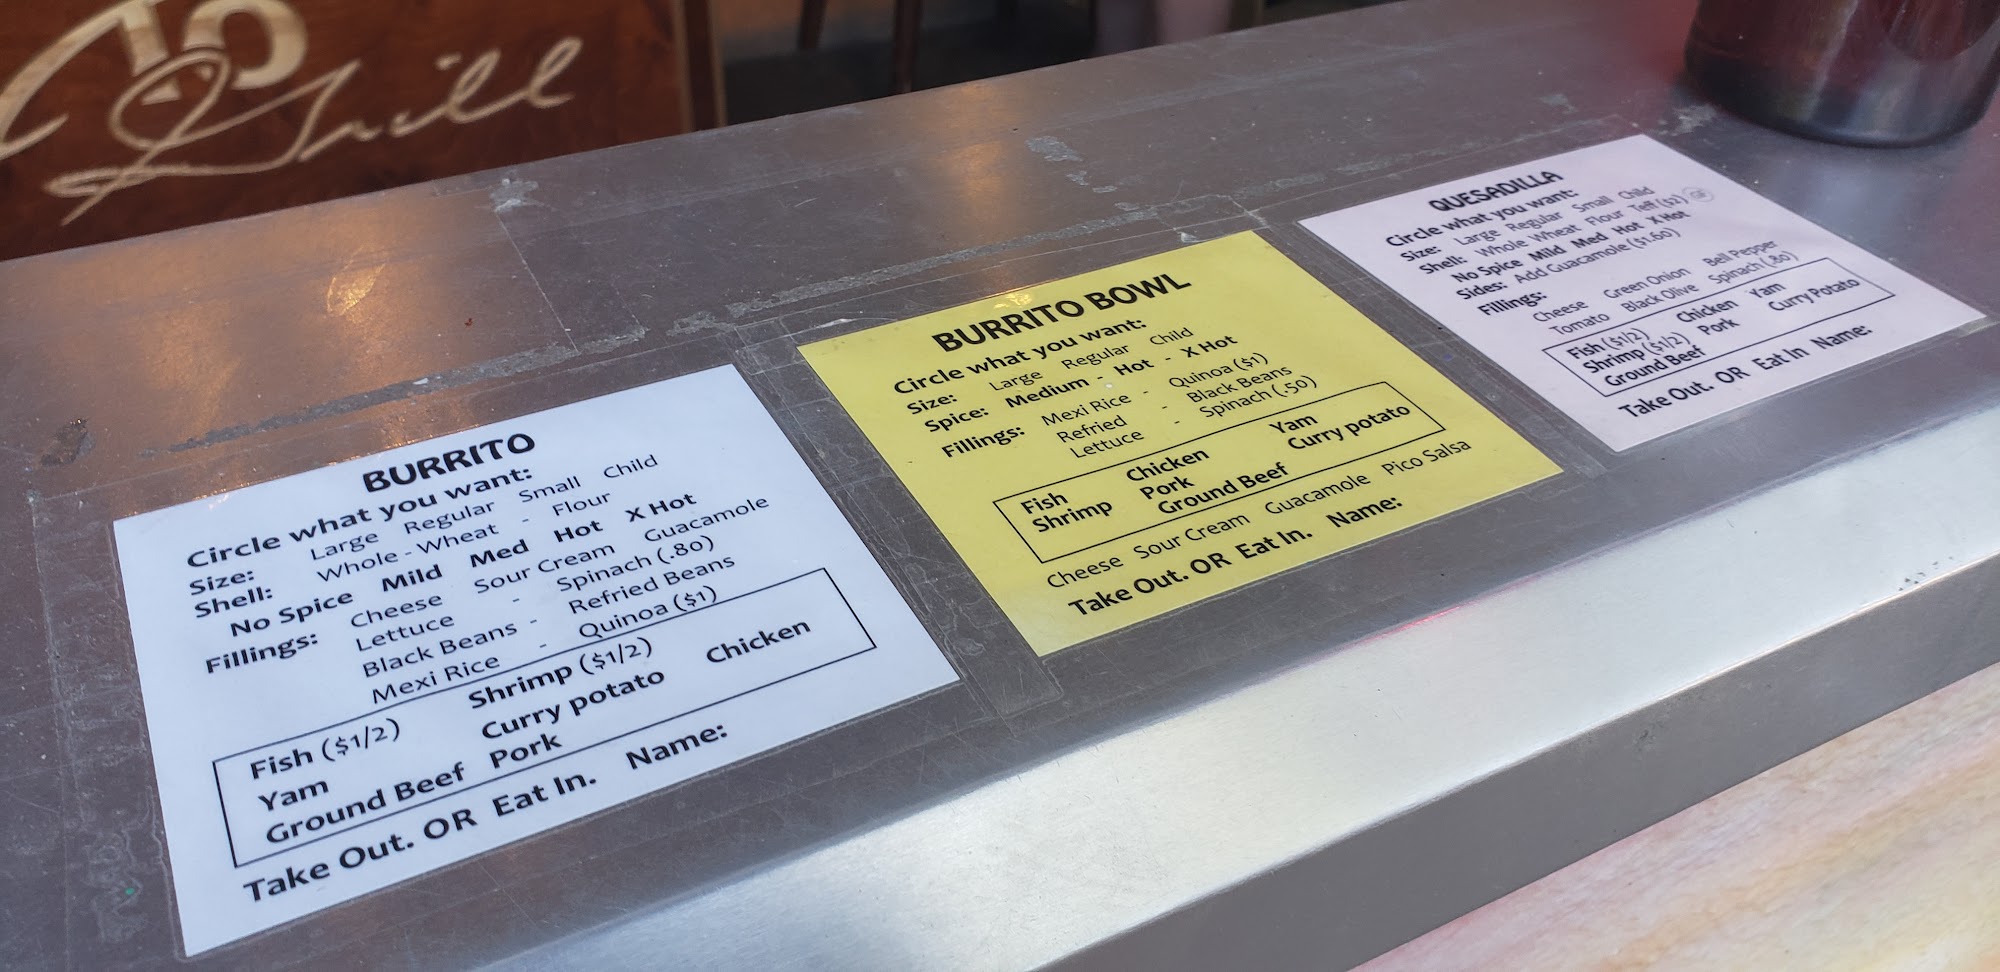 Grill
BURRITO
Circle what you want:
Size: Large Regular Small Child
Shell: Whole - Wheat - Flour
No Spice Mild Med Hot X Hot
Fillings: Cheese Sour Cream Guacamole
Lettuce - Spinach (.80)
Black Beans - Refried Beans
Mexi Rice - Quinoa ($1)
Fish ($1/2) Shrimp ($1/2) Chicken
Yam Curry potato
Ground Beef Pork
Take Out. OR Eat In. Name:
BURRITO BOWL
Circle what you want:
Size: Large Regular Child
Spice: Medium - Hot - X Hot
Fillings: Mexi Rice - Quinoa ($1)
Refried - Black Beans
Lettuce - Spinach (.50)
Fish Chicken Yam
Shrimp Pork Curry potato
Ground Beef
Cheese Sour Cream Guacamole Pico Salsa
Take Out. OR Eat In. Name:
QUESADILLA
Circle what you want:
Size: Large Regular Small Child
Shell: Whole Wheat Flour Teff ($2) GF
No Spice Mild Med Hot X Hot
Sides: Add Guacamole ($1.60)
Fillings:
Cheese Green Onion Bell Pepper
Tomato Black Olive Spinach (.80)
Fish ($1/2) Chicken Yam
Shrimp ($1/2) Pork Curry Potato
Ground Beef
Take Out. OR Eat In Name: